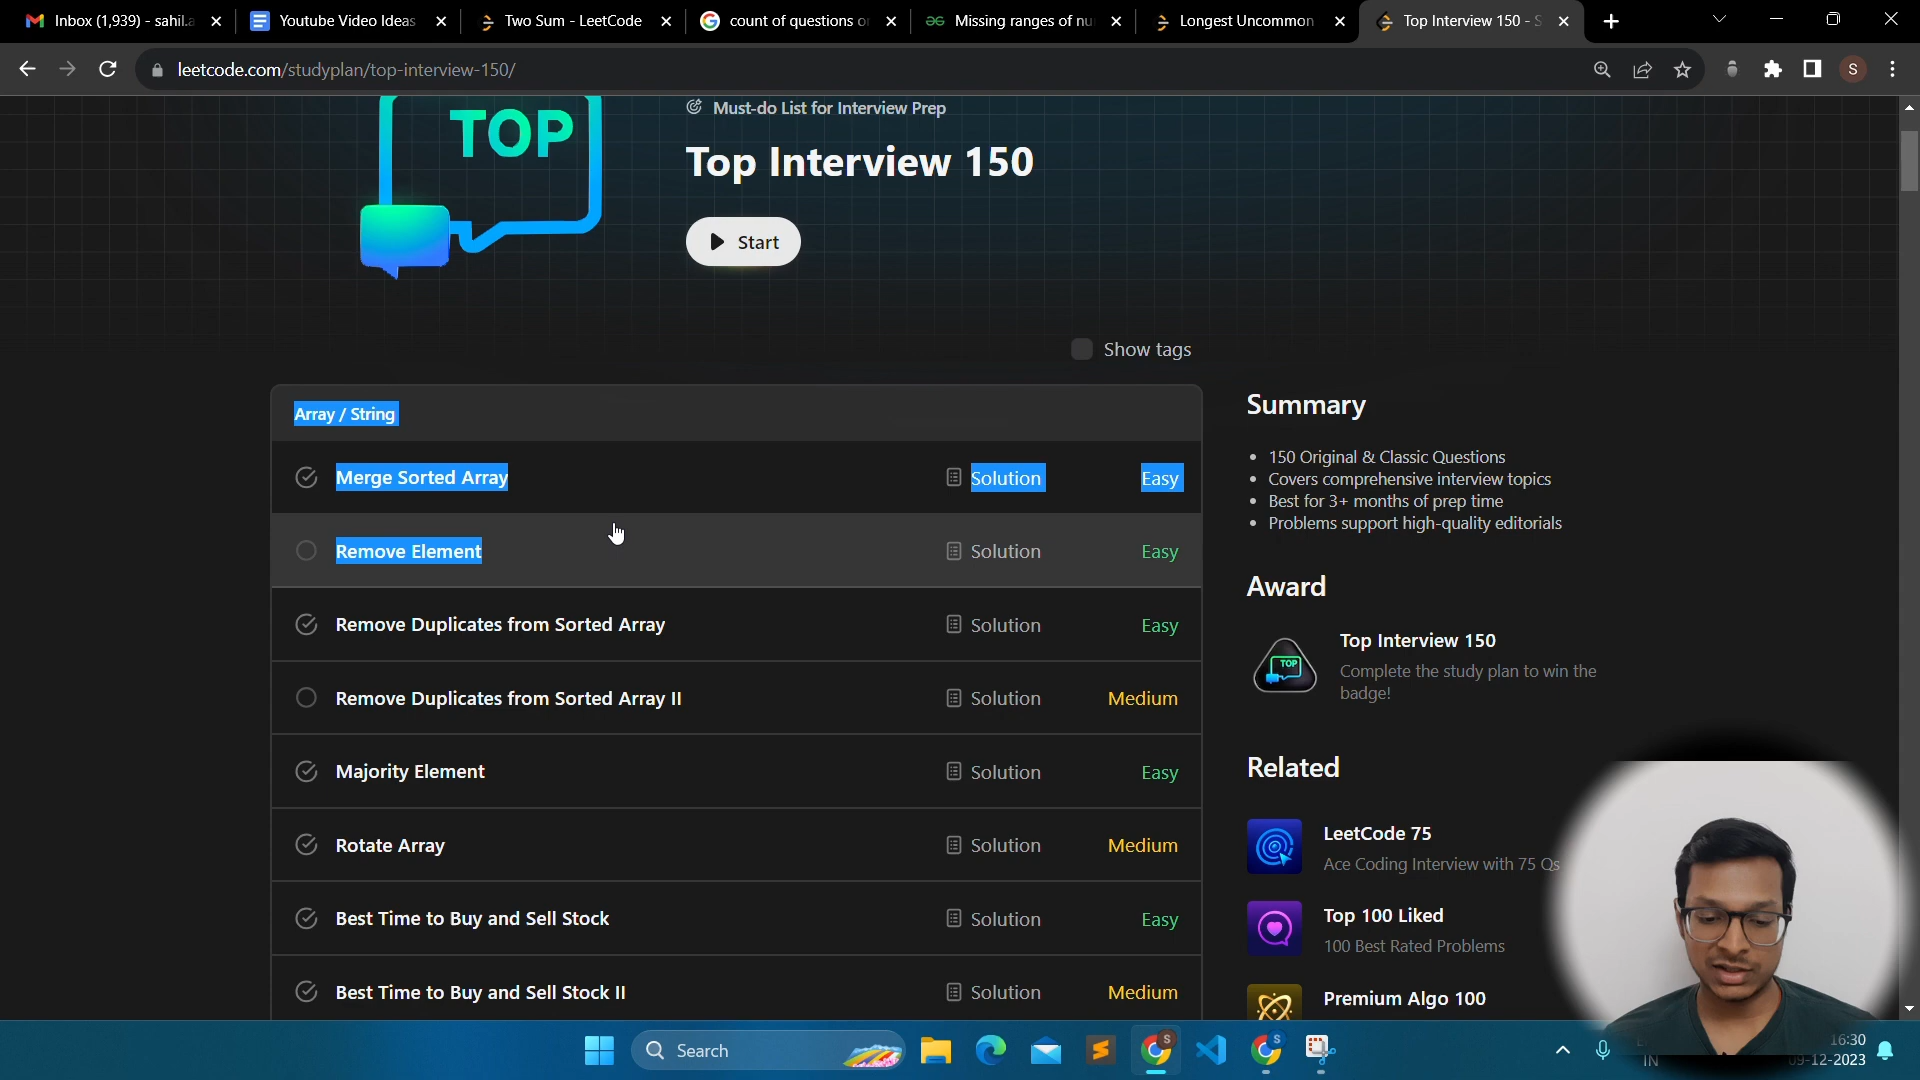 Inbox (1,939) - sahil.a
Youtube Video Ideas
Two Sum - LeetCode
count of questions o
Missing ranges of nu
Longest Uncommon
Top Interview 150 - S
leetcode.com/studyplan/top-interview-150/
S
TOP
Must-do List for Interview Prep
Top Interview 150
Start
Show tags
Array / String
Merge Sorted Array Solution Easy
Remove Element Solution Easy
Remove Duplicates from Sorted Array Solution Easy
Remove Duplicates from Sorted Array II Solution Medium
Majority Element Solution Easy
Rotate Array Solution Medium
Best Time to Buy and Sell Stock Solution Easy
Best Time to Buy and Sell Stock II Solution Medium
Summary
• 150 Original & Classic Questions
• Covers comprehensive interview topics
• Best for 3+ months of prep time
• Problems support high-quality editorials
Award
TOP
Top Interview 150
Complete the study plan to win the
badge!
Related
LeetCode 75
Ace Coding Interview with 75 Qs
Top 100 Liked
100 Best Rated Problems
Premium Algo 100
Search
IN
16:30
09-12-2023